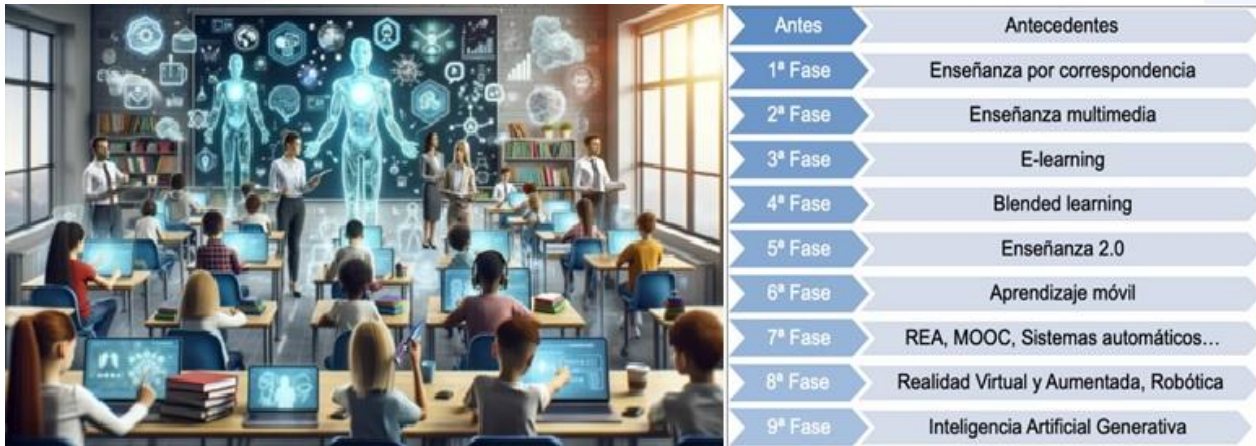 Antes
Antecedentes
1ª Fase
Enseñanza por correspondencia
2ª Fase
Enseñanza multimedia
3ª Fase
E-learning
4ª Fase
Blended learning
5ª Fase
Enseñanza 2.0
6ª Fase
Aprendizaje móvil
7ª Fase
REA, MOOC, Sistemas automáticos...
8ª Fase
Realidad Virtual y Aumentada, Robótica
9ª Fase
Inteligencia Artificial Generativa